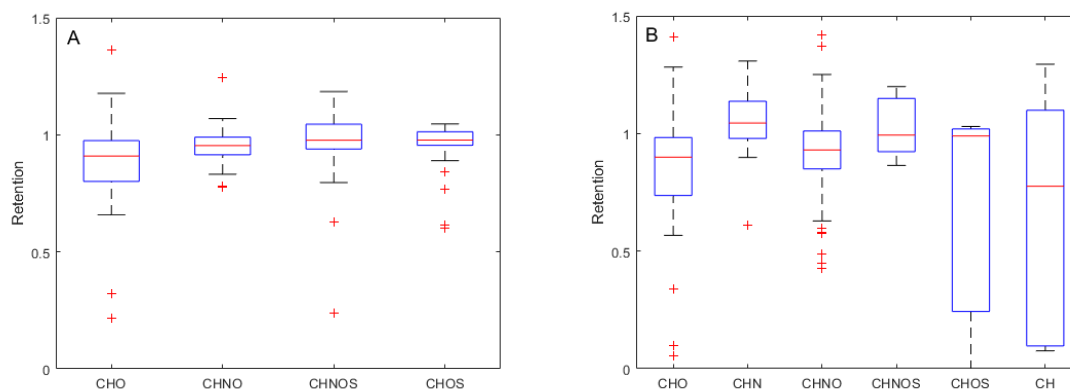 A
1.5
1
0.5
0
Retention
CHO CHNO CHNOS CHOS
B
1.5
1
0.5
0
Retention
CHO CHN CHNO CHNOS CHOS CH